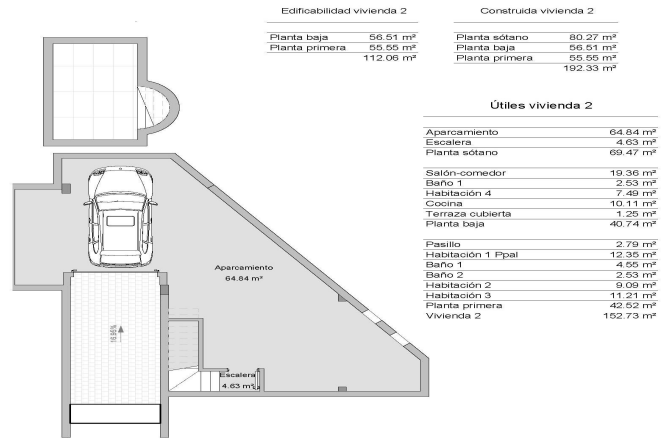 Edificabilidad vivienda 2
Planta baja 56.51 m²
Planta primera 55.55 m²
112.06 m²
Construida vivienda 2
Planta sótano 80.27 m²
Planta baja 56.51 m²
Planta primera 55.55 m²
192.33 m²
Útiles vivienda 2
Aparcamiento 64.84 m²
Escalera 4.63 m²
Planta sótano 69.47 m²
Salón-comedor 19.36 m²
Baño 1 2.53 m²
Habitación 4 7.49 m²
Cocina 10.11 m²
Terraza cubierta 1.25 m²
Planta baja 40.74 m²
Pasillo 2.79 m²
Habitación 1 Ppal 12.35 m²
Baño 1 4.55 m²
Baño 2 2.53 m²
Habitación 2 9.09 m²
Habitación 3 11.21 m²
Planta primera 42.52 m²
Vivienda 2 152.73 m²
Aparcamiento
64.84 m²
Escalera
4.63 m²